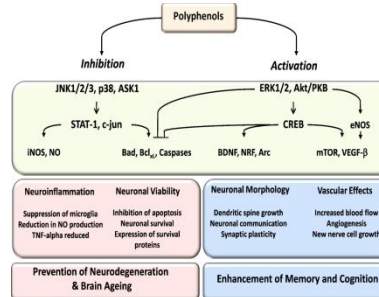 Polyphenols
Inhibition
Activation
JNK1/2/3, p38, ASK1
ERK1/2, Akt/PKB
STAT-1, c-jun
CREB
eNOS
iNOS, NO
Bad, Bcl, Caspases
BDNF, NRF, Arc
mTOR, VEGF-β
Neuroinflammation
Suppression of microglia
Reduction in NO production
TNF-alpha reduced
Neuronal Viability
Inhibition of apoptosis
Neuronal survival
Expression of survival
proteins
Neuronal Morphology
Dendritic spine growth
Neuronal communication
Synaptic plasticity
Vascular Effects
Increased blood flow
Angiogenesis
New nerve cell growth
Prevention of Neurodegeneration
& Brain Ageing
Enhancement of Memory and Cognition